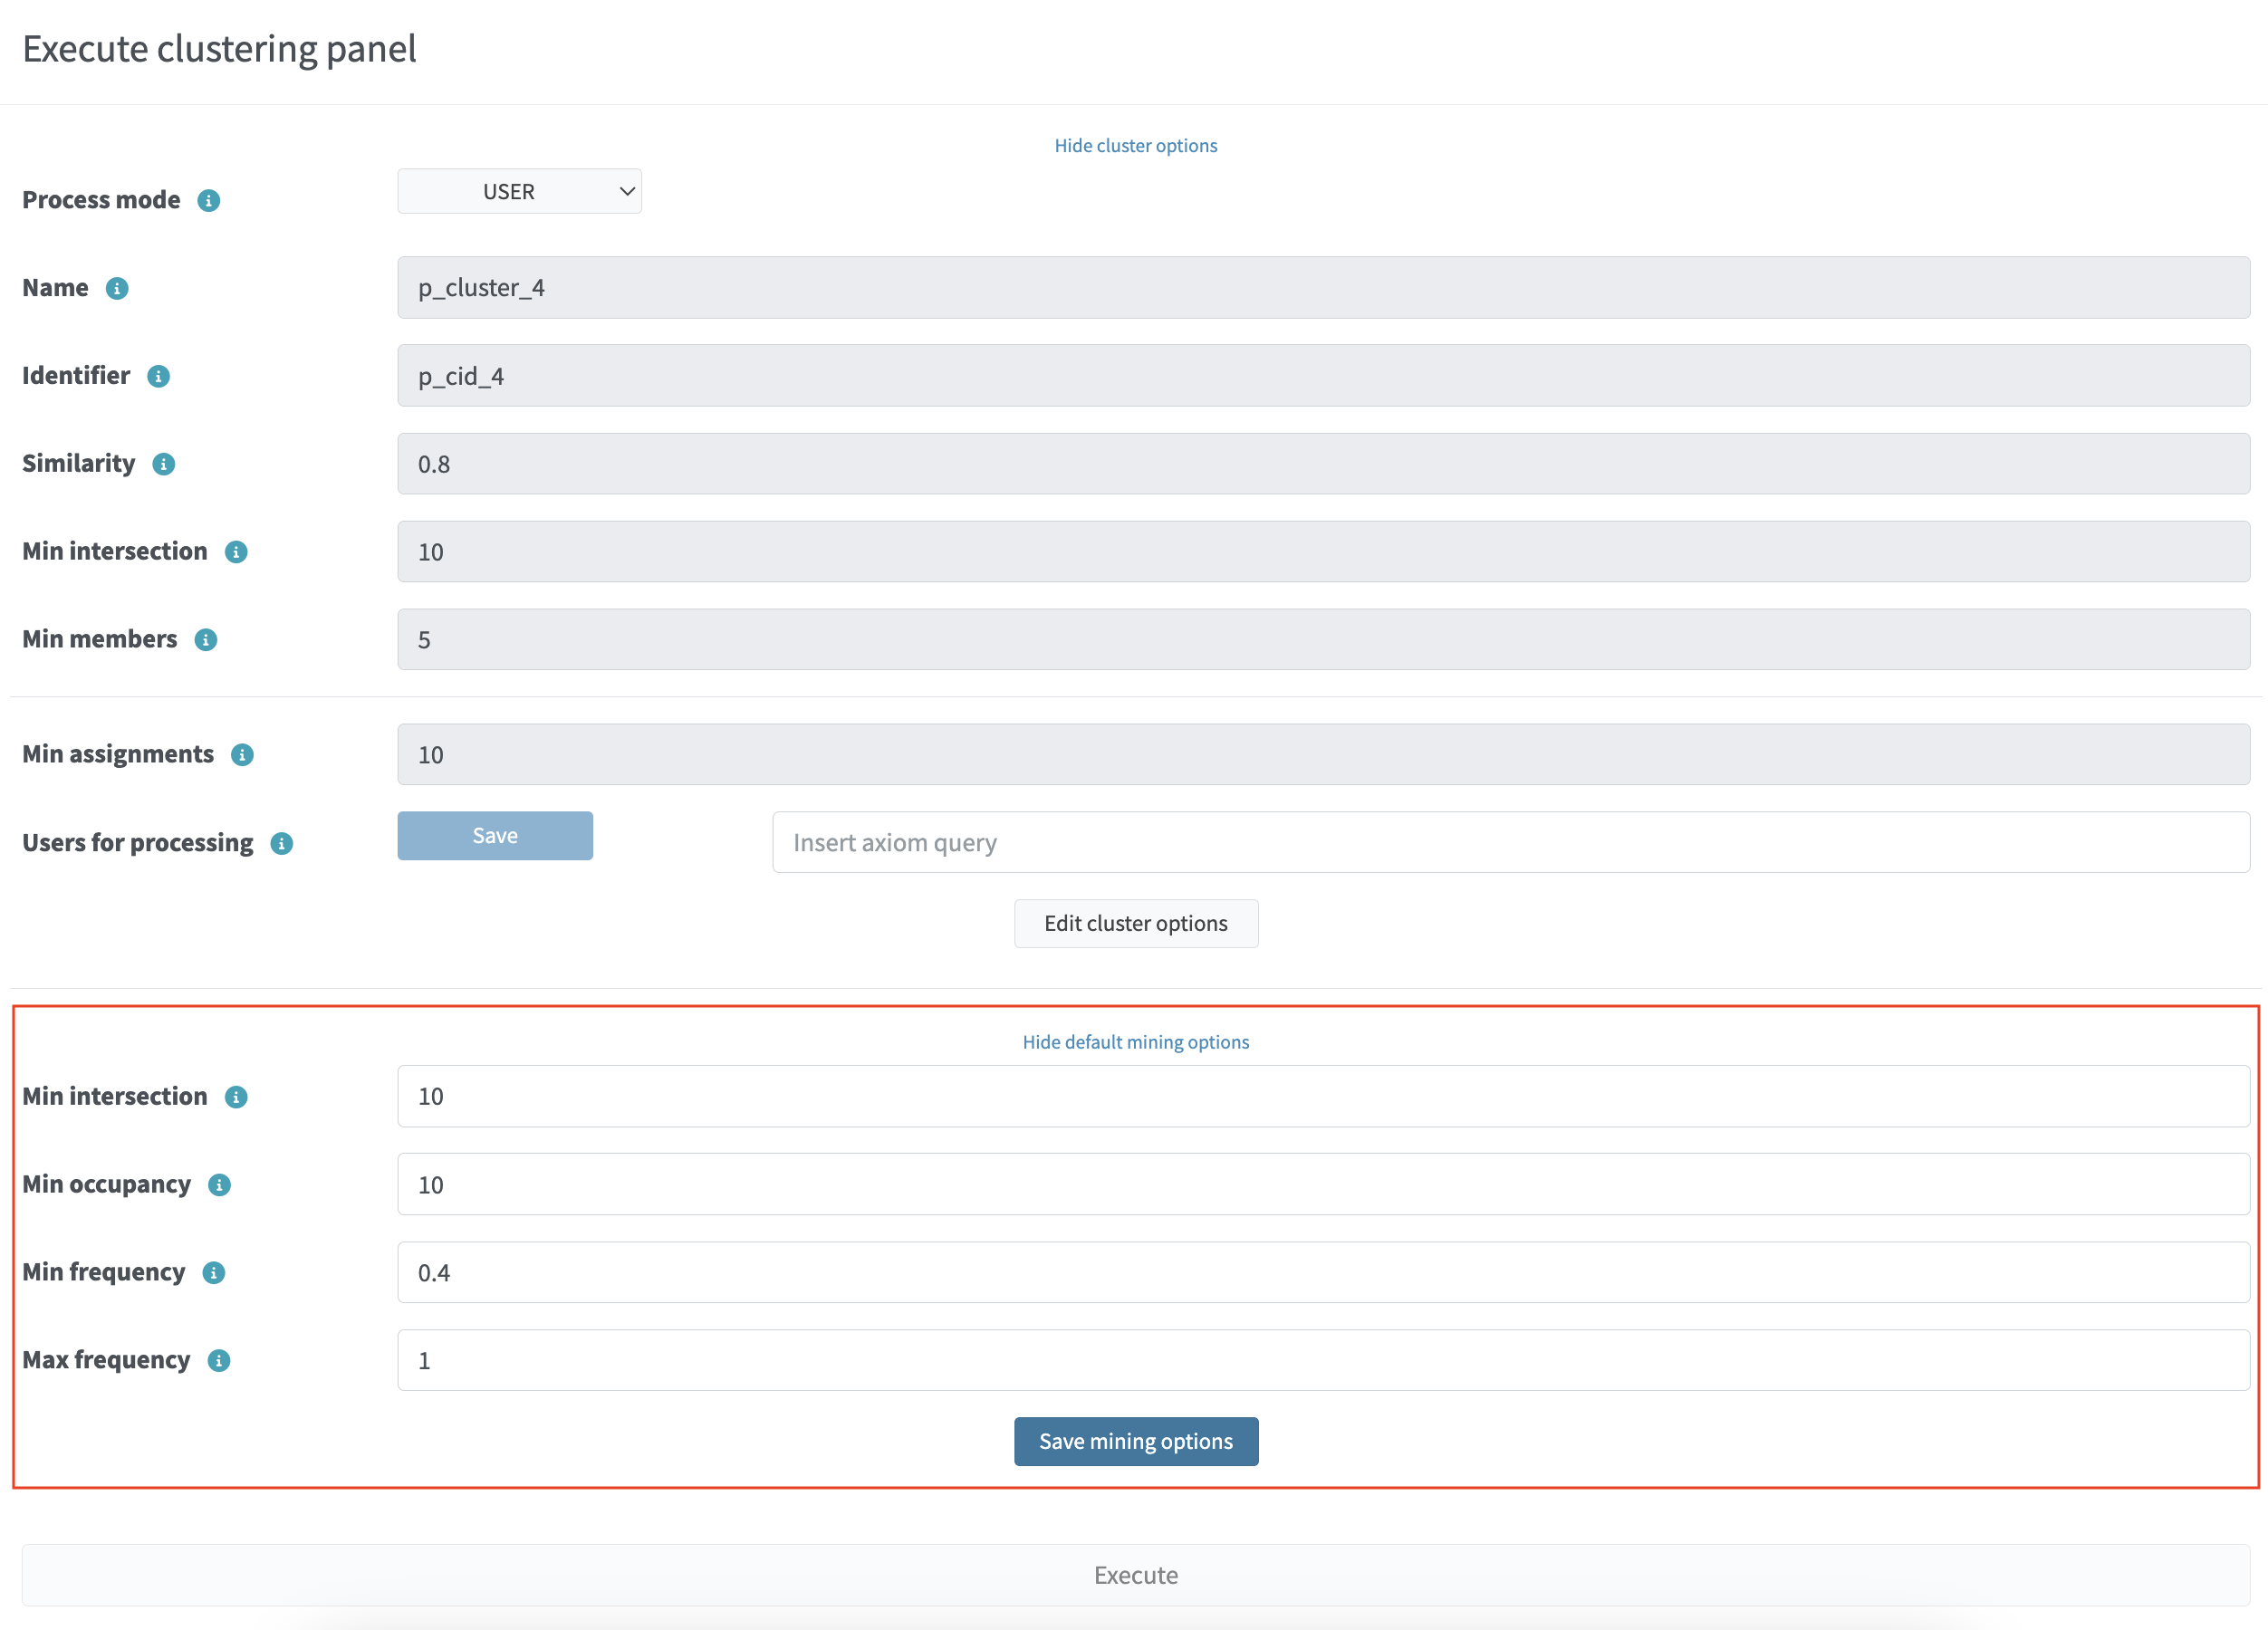 Execute clustering panel
Hide cluster options
Process mode USER
Name p_cluster_4
Identifier p_cid_4
Similarity 0.8
Min intersection 10
Min members 5
Min assignments 10
Users for processing Save Insert axiom query
Edit cluster options
Hide default mining options
Min intersection 10
Min occupancy 10
Min frequency 0.4
Max frequency 1
Save mining options
Execute